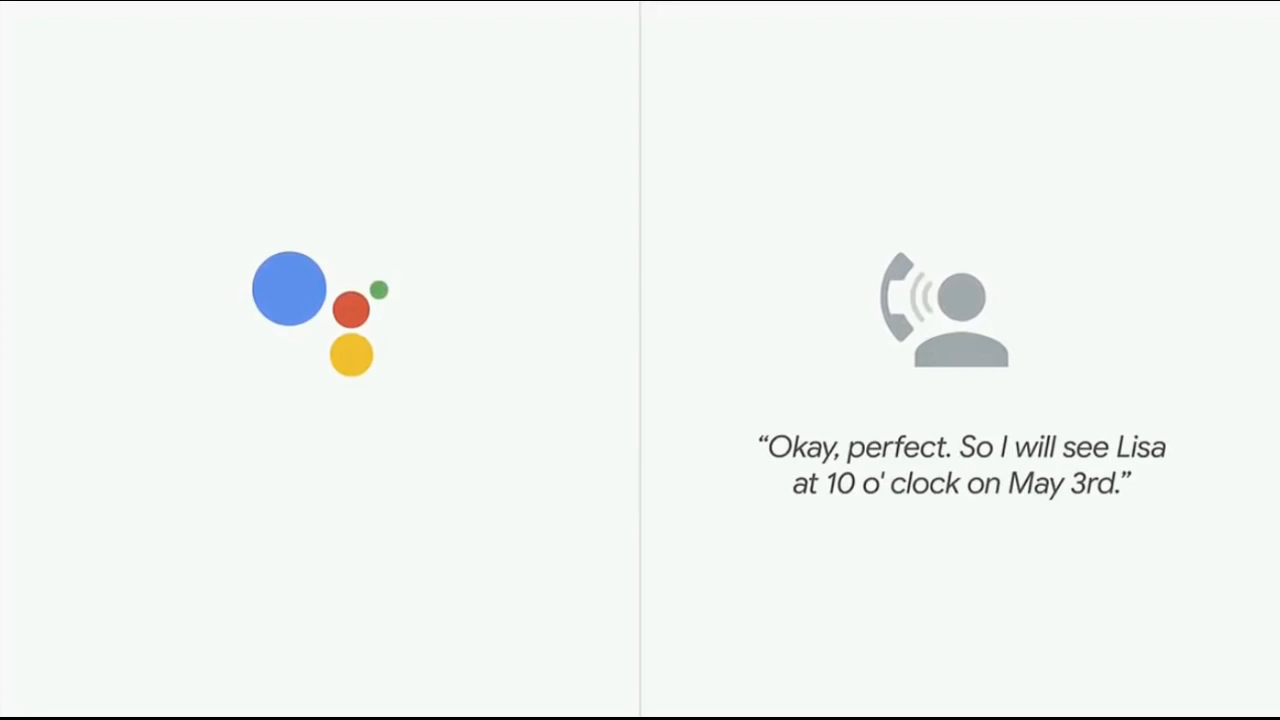 “Okay, perfect. So I will see Lisa
at 10 o' clock on May 3rd.”